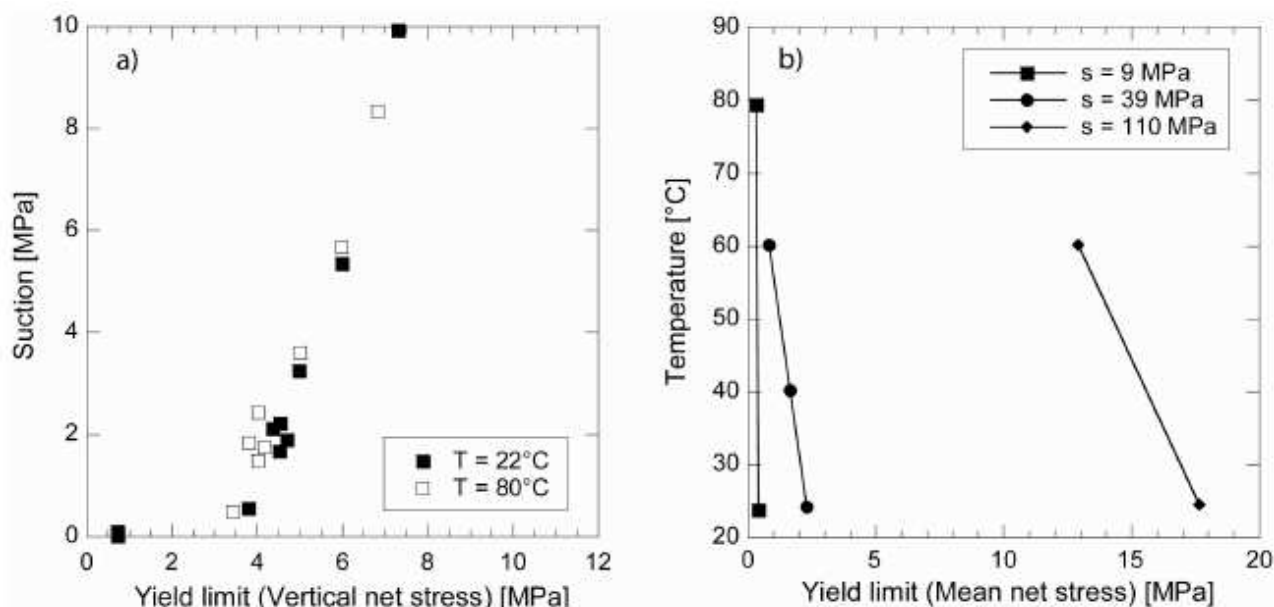 a)
10
8
6
4
2
0
Suction [MPa]
T = 22°C
T = 80°C
0 2 4 6 8 10 12
Yield limit (Vertical net stress) [MPa]
b)
90
80
70
60
50
40
30
20
Temperature [°C]
s = 9 MPa
s = 39 MPa
s = 110 MPa
0 5 10 15 20
Yield limit (Mean net stress) [MPa]